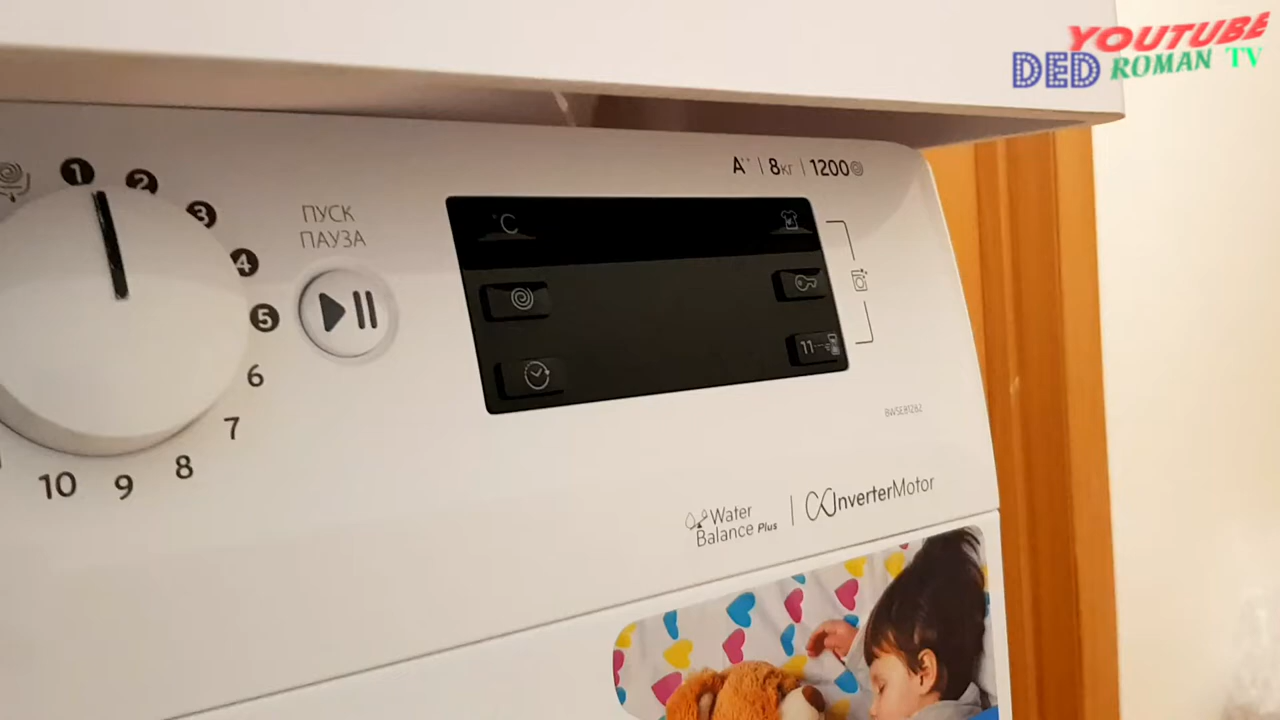 YOUTUBE
DED ROMAN TV
A++ | 8кг | 1200
1
2
3
4
5
6
7
8
9
10
ПУСК
ПАУЗА
°C
11
BWSE81282
Water
Balance Plus
InverterMotor